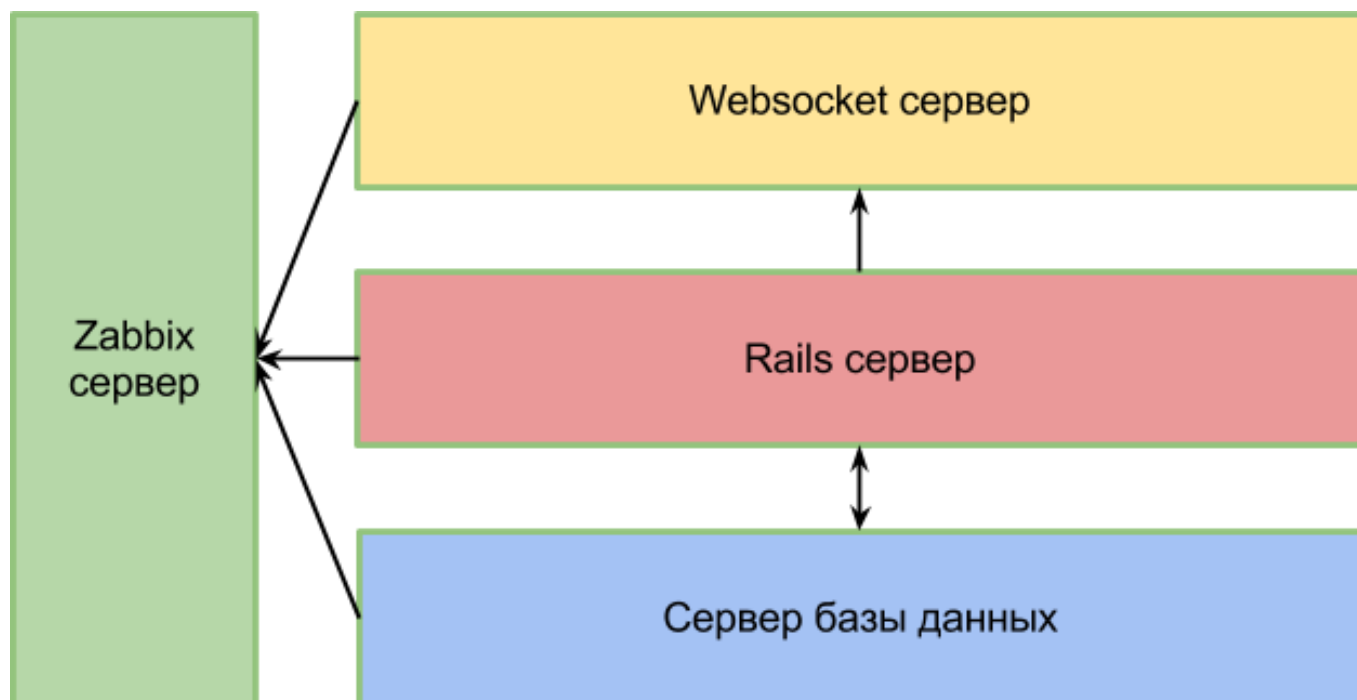 Websocket сервер
Zabbix
сервер
Rails сервер
Сервер базы данных